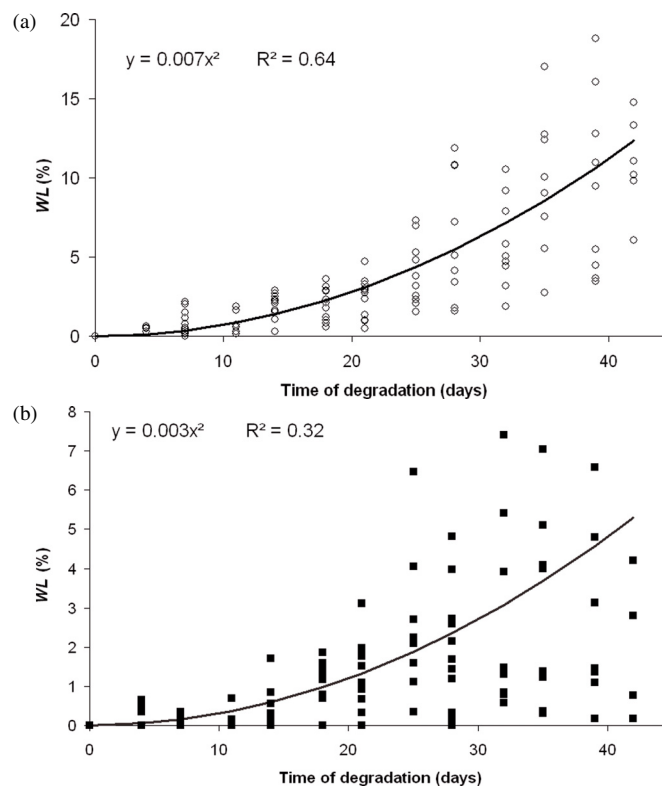 (a)
20
y = 0.007x² R² = 0.64
15
WL (%)
10
5
0
0 10 20 30 40
Time of degradation (days)
(b)
8
y = 0.003x² R² = 0.32
7
6
5
WL (%)
4
3
2
1
0
0 10 20 30 40
Time of degradation (days)